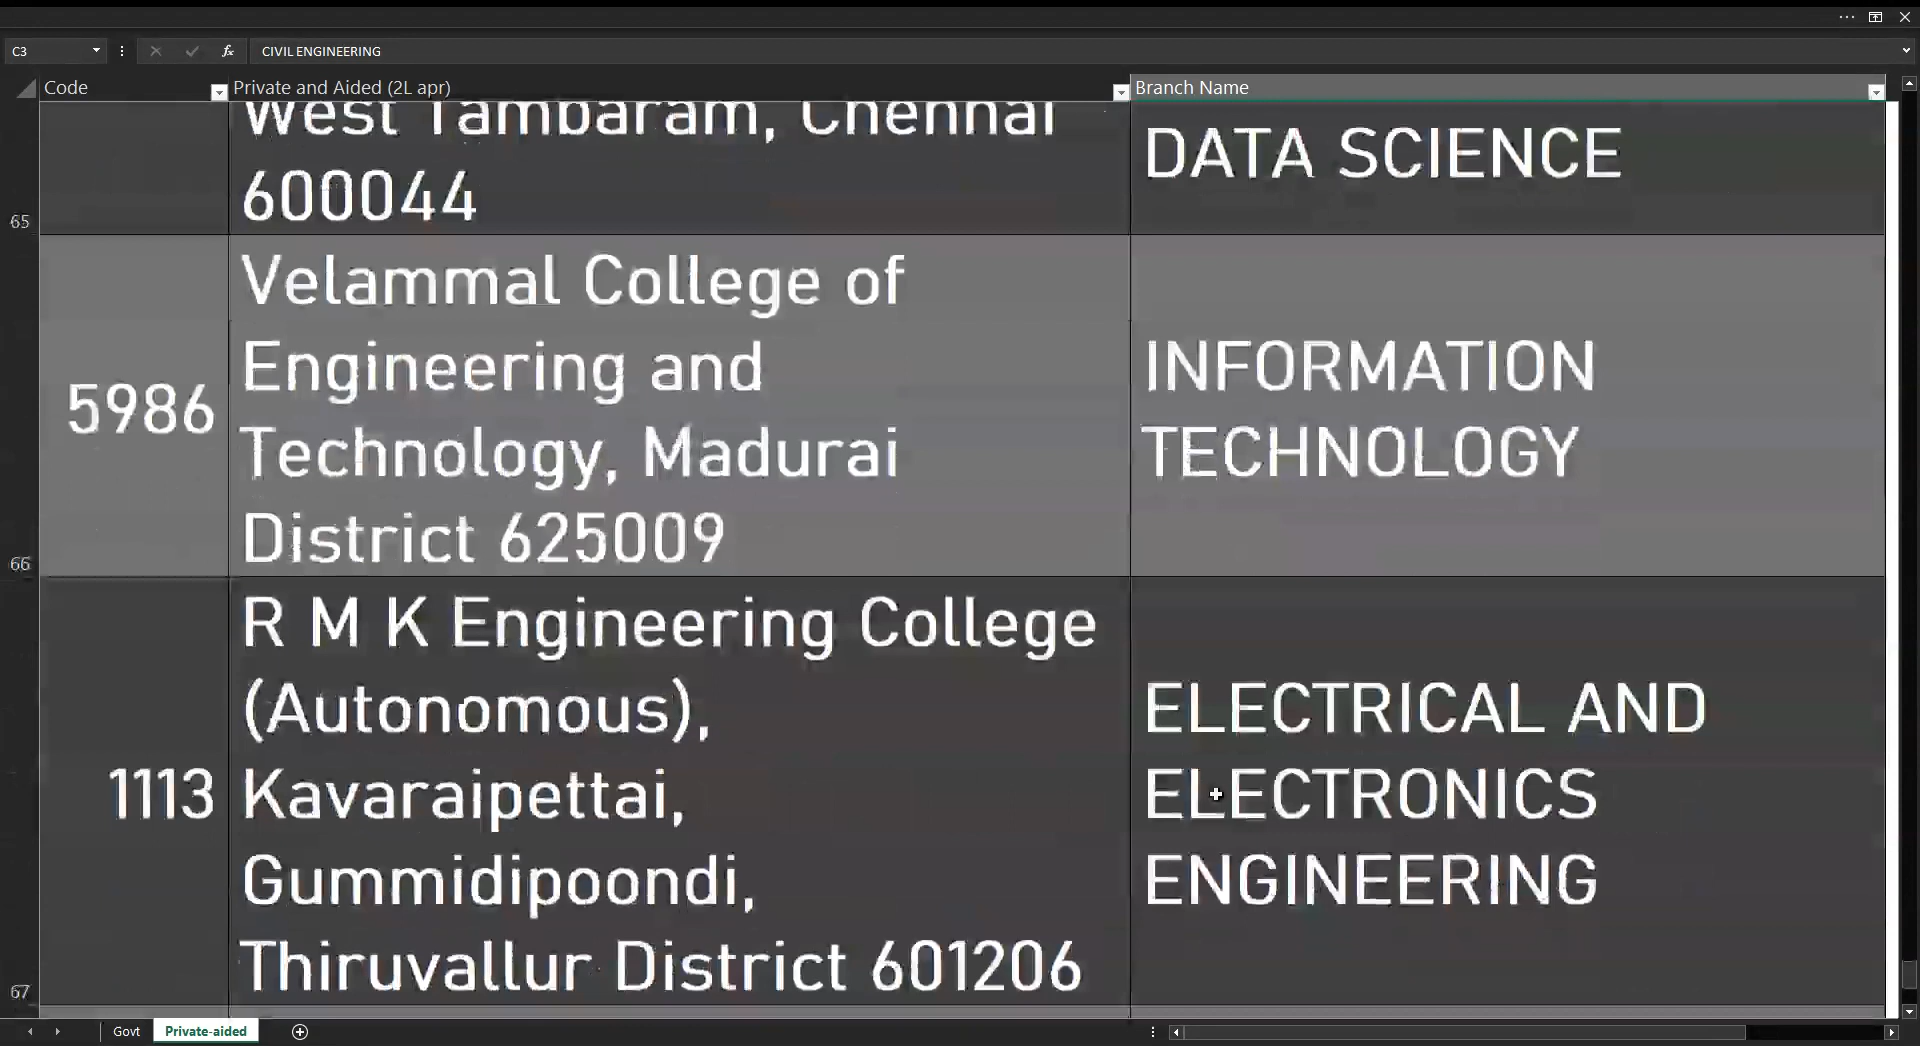 C3
fx
CIVIL ENGINEERING
Code
Private and Aided (2L apr)
Branch Name
West Tambaram, Chennai
600044
DATA SCIENCE
65
5986
Velammal College of
Engineering and
Technology, Madurai
District 625009
INFORMATION
TECHNOLOGY
66
1113
R M K Engineering College
(Autonomous),
Kavaraipettai,
Gummidipoondi,
Thiruvallur District 601206
ELECTRICAL AND
ELECTRONICS
ENGINEERING
67
Govt
Private-aided